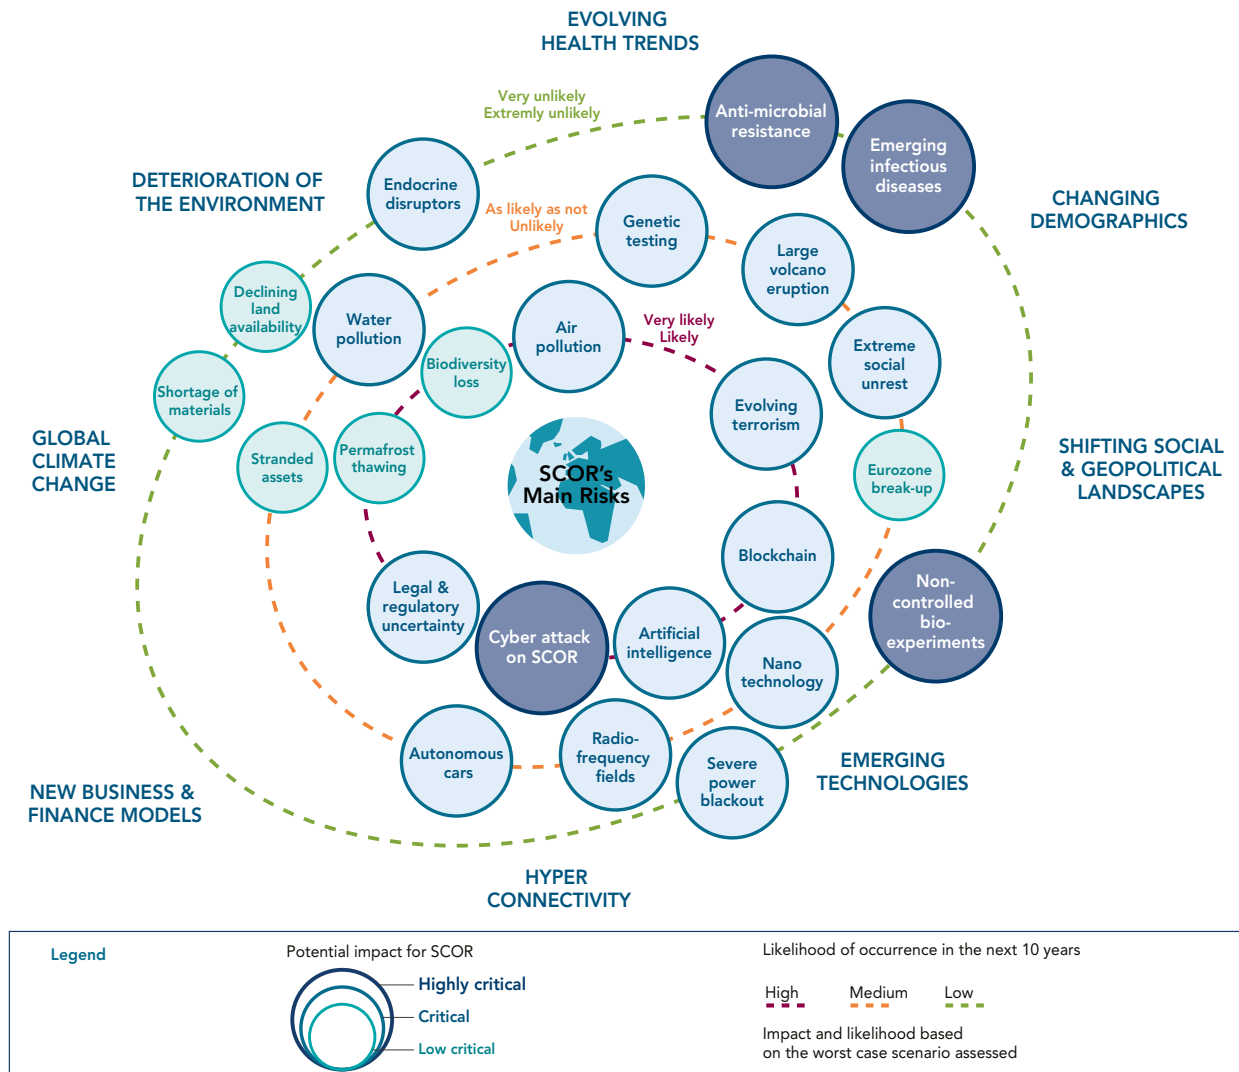 EVOLVING
HEALTH TRENDS
Very unlikely
Extremly unlikely
Anti-microbial
resistance
Emerging
infectious
diseases
DETERIORATION OF
THE ENVIRONMENT
Endocrine
disruptors
As likely as not
Unlikely
Genetic
testing
CHANGING
DEMOGRAPHICS
Large
volcano
eruption
Declining
land
availability
Water
pollution
Air
pollution
Very likely
Likely
Extreme
social
unrest
Biodiversity
loss
Shortage of
materials
Evolving
terrorism
GLOBAL
CLIMATE
CHANGE
Stranded
assets
Permafrost
thawing
SCOR's
Main Risks
Eurozone
break-up
SHIFTING SOCIAL
& GEOPOLITICAL
LANDSCAPES
Blockchain
Legal &
regulatory
uncertainty
Cyber attack
on SCOR
Artificial
intelligence
Non-
controlled
bio-
experiments
Nano
technology
Autonomous
cars
Radio-
frequency
fields
Severe
power
blackout
EMERGING
TECHNOLOGIES
NEW BUSINESS &
FINANCE MODELS
HYPER
CONNECTIVITY
Legend
Potential impact for SCOR
Highly critical
Critical
Low critical
Likelihood of occurrence in the next 10 years
High Medium Low
Impact and likelihood based
on the worst case scenario assessed